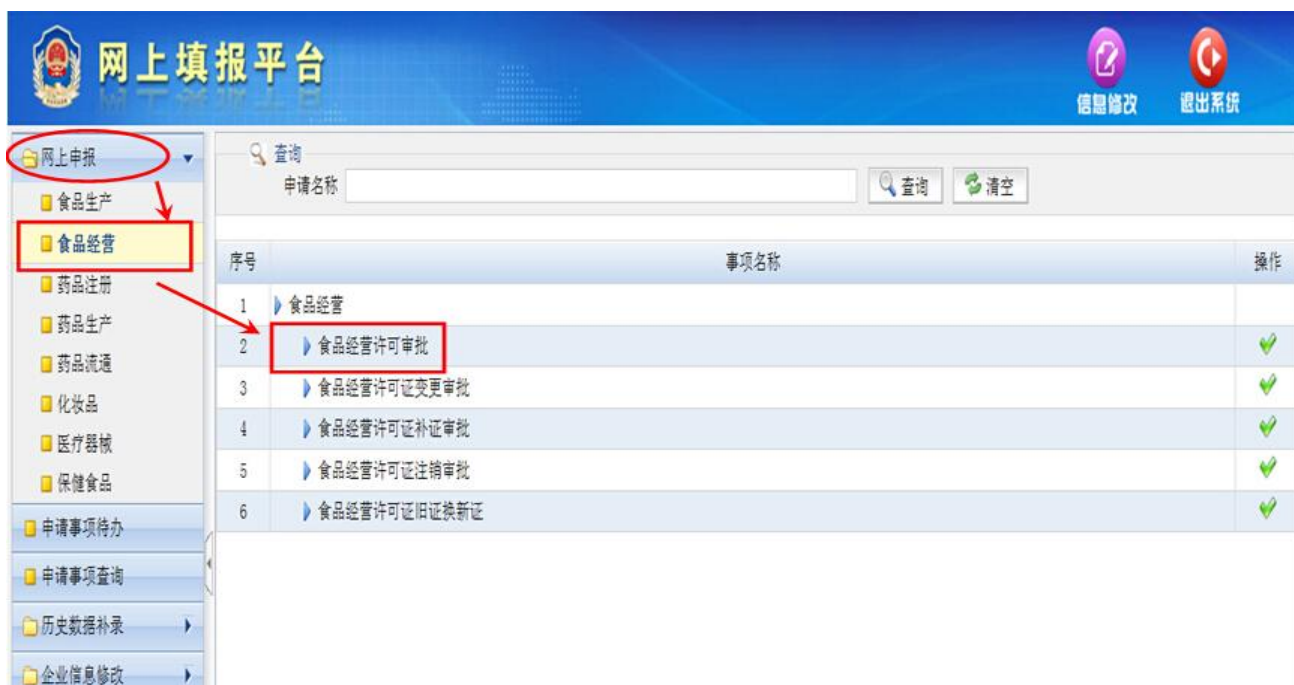 网上填报平台
信息修改 退出系统
网上申报
食品生产
食品经营
药品注册
药品生产
药品流通
化妆品
医疗器械
保健食品
申请事项待办
申请事项查询
历史数据补录
企业信息修改
查询
申请名称 查询 清空
序号 事项名称 操作
1 食品经营
2 食品经营许可审批
3 食品经营许可证变更审批
4 食品经营许可证补证审批
5 食品经营许可证注销审批
6 食品经营许可证旧证换新证